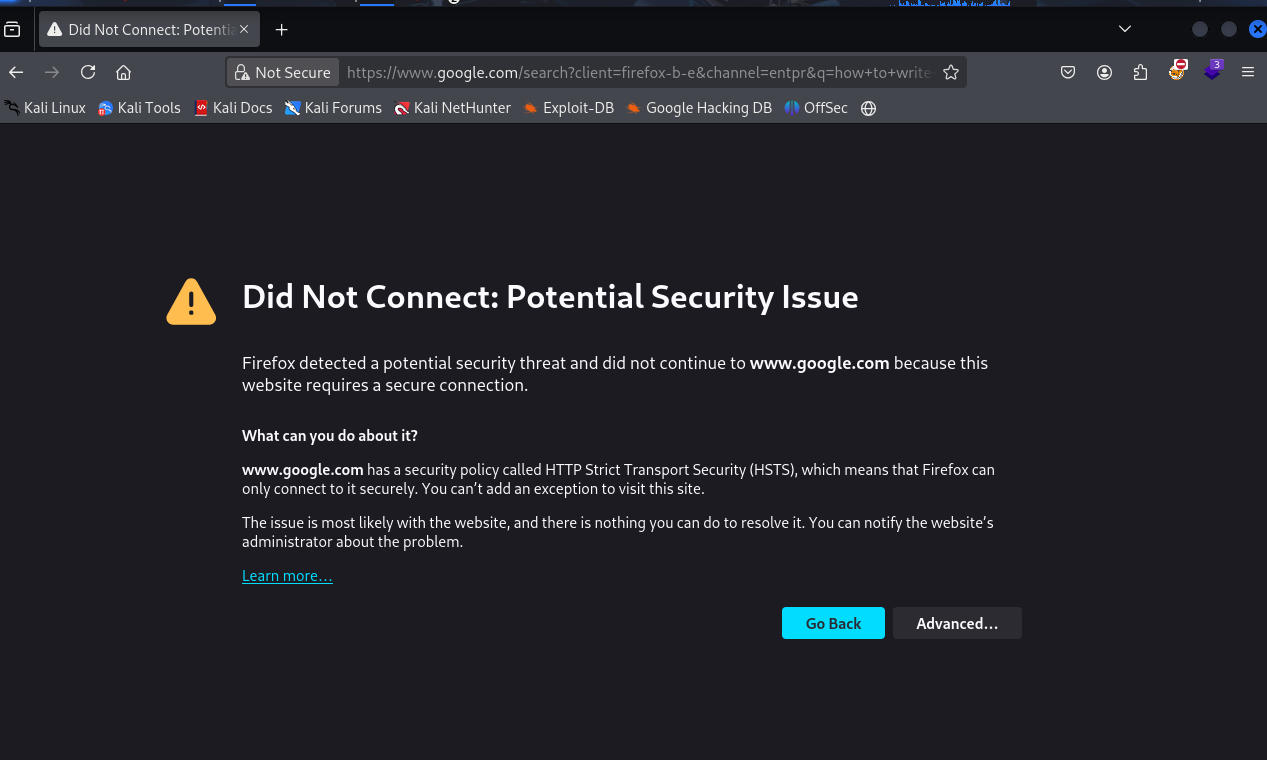 Did Not Connect: Potentia
Not Secure
https://www.google.com/search?client=firefox-b-e&channel=entpr&q=how+to+write
3
Kali Linux
Kali Tools
Kali Docs
Kali Forums
Kali NetHunter
Exploit-DB
Google Hacking DB
OffSec
Did Not Connect: Potential Security Issue
Firefox detected a potential security threat and did not continue to www.google.com because this
website requires a secure connection.
What can you do about it?
www.google.com has a security policy called HTTP Strict Transport Security (HSTS), which means that Firefox can
only connect to it securely. You can’t add an exception to visit this site.
The issue is most likely with the website, and there is nothing you can do to resolve it. You can notify the website’s
administrator about the problem.
Learn more…
Go Back
Advanced…